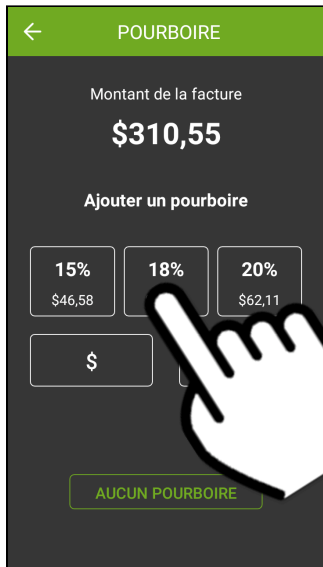 POURBOIRE
Montant de la facture
$310,55
Ajouter un pourboire
15% 18% 20%
$46,58 $62,11
$
AUCUN POURBOIRE